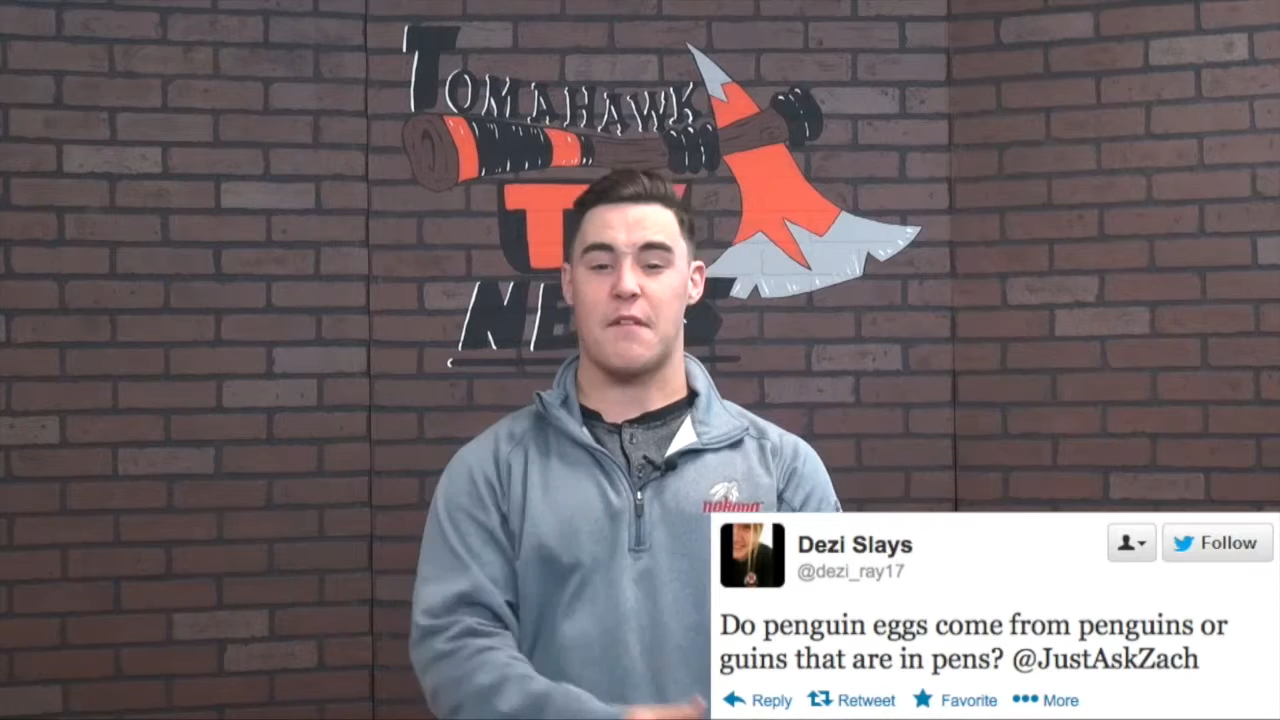 TOMAHAWK
NOKONA
Dezi Slays
Follow
@dezi_ray17
Do penguin eggs come from penguins or
guins that are in pens? @JustAskZach
Reply Retweet Favorite More